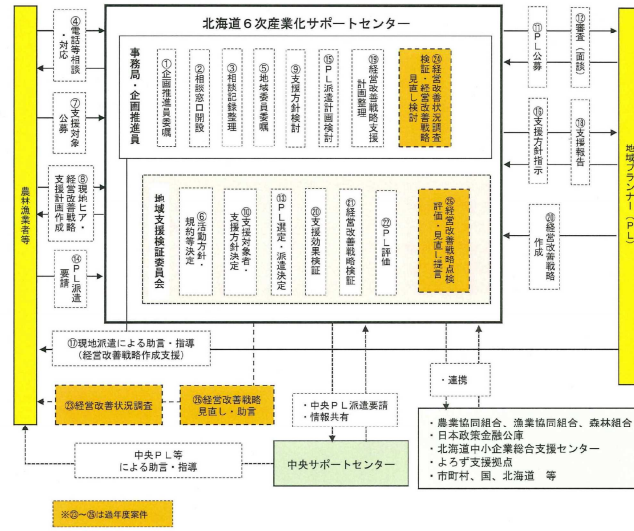 北海道６次産業化サポートセンター
④電話等相談
・対応
⑦支援対象
公募
⑧現地ヒア・
経営改善戦略
支援計画作成
⑭ＰＬ派遣
要請
農林漁業者等
事務局・企画推進員
①企画推進員委嘱
②相談窓口開設
③相談記録整理
⑤地域委員委嘱
⑨支援方針検討
⑮ＰＬ派遣計画検討
⑲経営改善戦略支援
計画整理
㉔経営改善状況調査
検証・経営改善戦略
見直し検討
地域支援検証委員会
⑥活動方針・
規約等決定
⑩支援対象者・
支援方針決定
⑬ＰＬ選定・派遣決定
⑳支援効果検証
㉑経営改善戦略検証
㉒ＰＬ評価
㉕経営改善戦略点検
評価・見直し提言
⑪ＰＬ公募
⑫審査（面談）
⑯支援方針指示
⑱支援報告
⑳経営改善戦略
作成
地域プランナー（ＰＬ）
⑰現地派遣による助言・指導
（経営改善戦略作成支援）
㉓経営改善状況調査
㉖経営改善戦略
見直し・助言
・中央ＰＬ派遣要請
・情報共有
・連携
中央ＰＬ等
による助言・指導
中央サポートセンター
・農業協同組合、漁業協同組合、森林組合
・日本政策金融公庫
・北海道中小企業総合支援センター
・よろず支援拠点
・市町村、国、北海道　等
※㉓～㉖は過年度案件